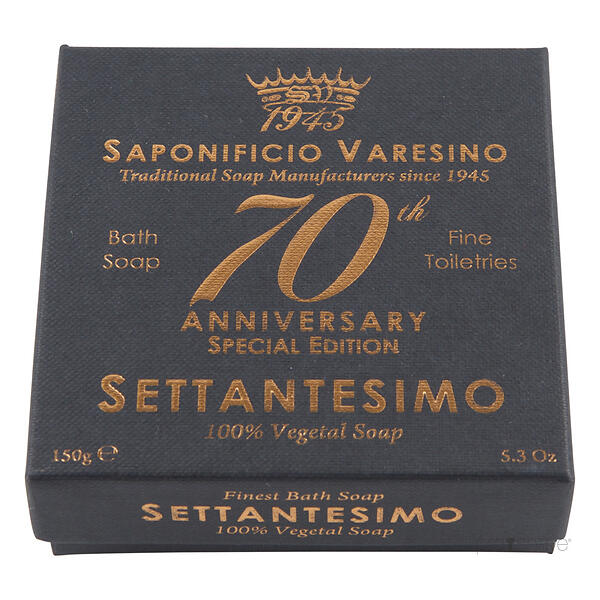 SV
1945
SAPONIFICIO VARESINO
Traditional Soap Manufacturers since 1945
70th
Bath Soap
Fine Toiletries
ANNIVERSARY
SPECIAL EDITION
SETTANTESIMO
100% Vegetal Soap
150g ℮
5.3 Oz
Finest Bath Soap
SETTANTESIMO
100% Vegetal Soap